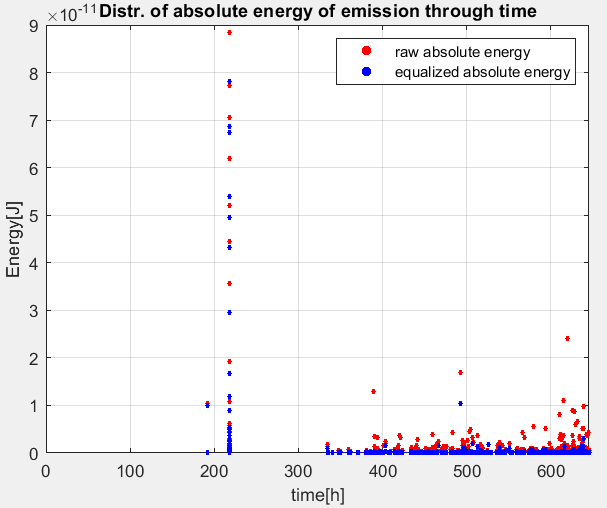 ×10⁻¹¹ Distr. of absolute energy of emission through time
raw absolute energy
equalized absolute energy
Energy[J]
9
8
7
6
5
4
3
2
1
0
0 100 200 300 400 500 600
time[h]